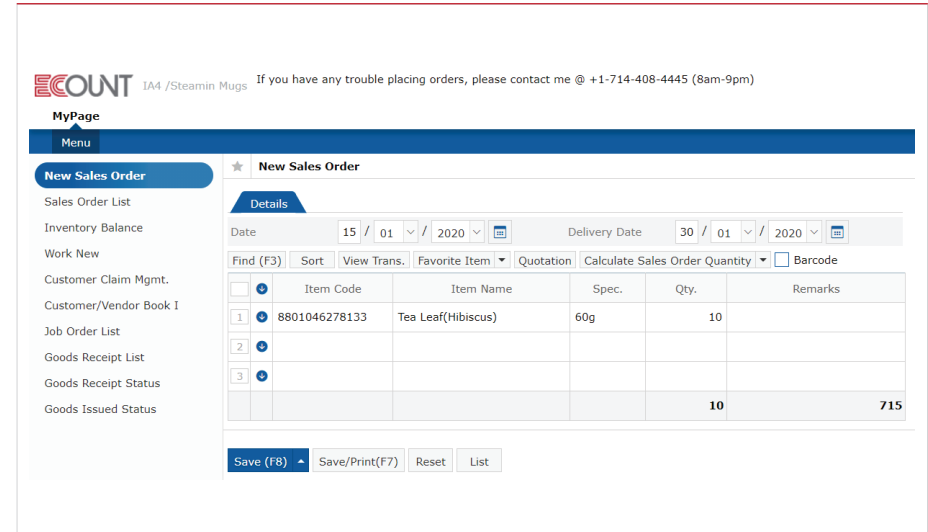 ECOUNT IA4 /Steamin Mugs If you have any trouble placing orders, please contact me @ +1-714-408-4445 (8am-9pm)
MyPage
Menu
New Sales Order
Sales Order List
Inventory Balance
Work New
Customer Claim Mgmt.
Customer/Vendor Book I
Job Order List
Goods Receipt List
Goods Receipt Status
Goods Issued Status
New Sales Order
Details
Date 15 / 01 / 2020 Delivery Date 30 / 01 / 2020
Find (F3) Sort View Trans. Favorite Item Quotation Calculate Sales Order Quantity Barcode
Item Code Item Name Spec. Qty. Remarks
1 8801046278133 Tea Leaf(Hibiscus) 60g 10
2
3
10 715
Save (F8) Save/Print(F7) Reset List